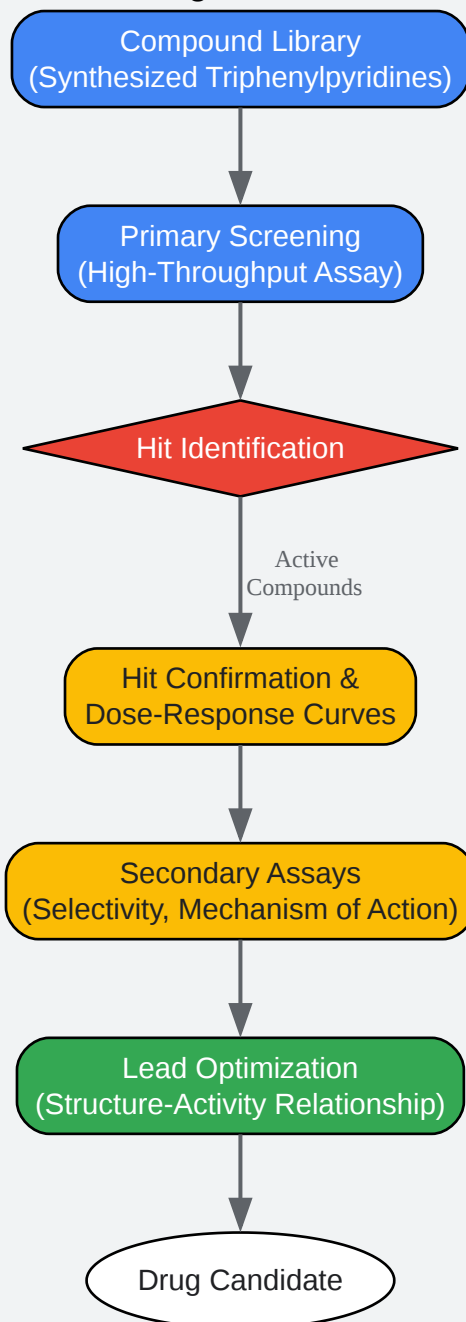 Compound Library
(Synthesized Triphenylpyridines)
Primary Screening
(High-Throughput Assay)
Hit Identification
Active
Compounds
Hit Confirmation &
Dose-Response Curves
Secondary Assays
(Selectivity, Mechanism of Action)
Lead Optimization
(Structure-Activity Relationship)
Drug Candidate